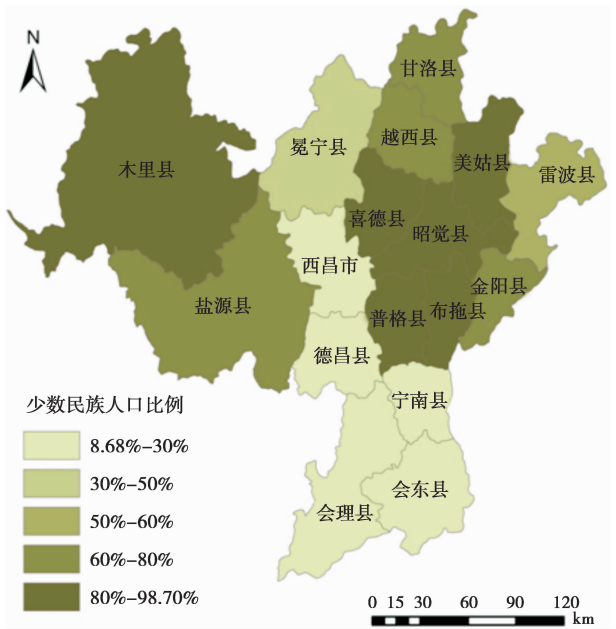 N
甘洛县
越西县
冕宁县
美姑县
雷波县
木里县
喜德县
昭觉县
西昌市
金阳县
盐源县
普格县
布拖县
德昌县
宁南县
会东县
会理县
少数民族人口比例
8.68%-30%
30%-50%
50%-60%
60%-80%
80%-98.70%
0 15 30 60 90 120
km